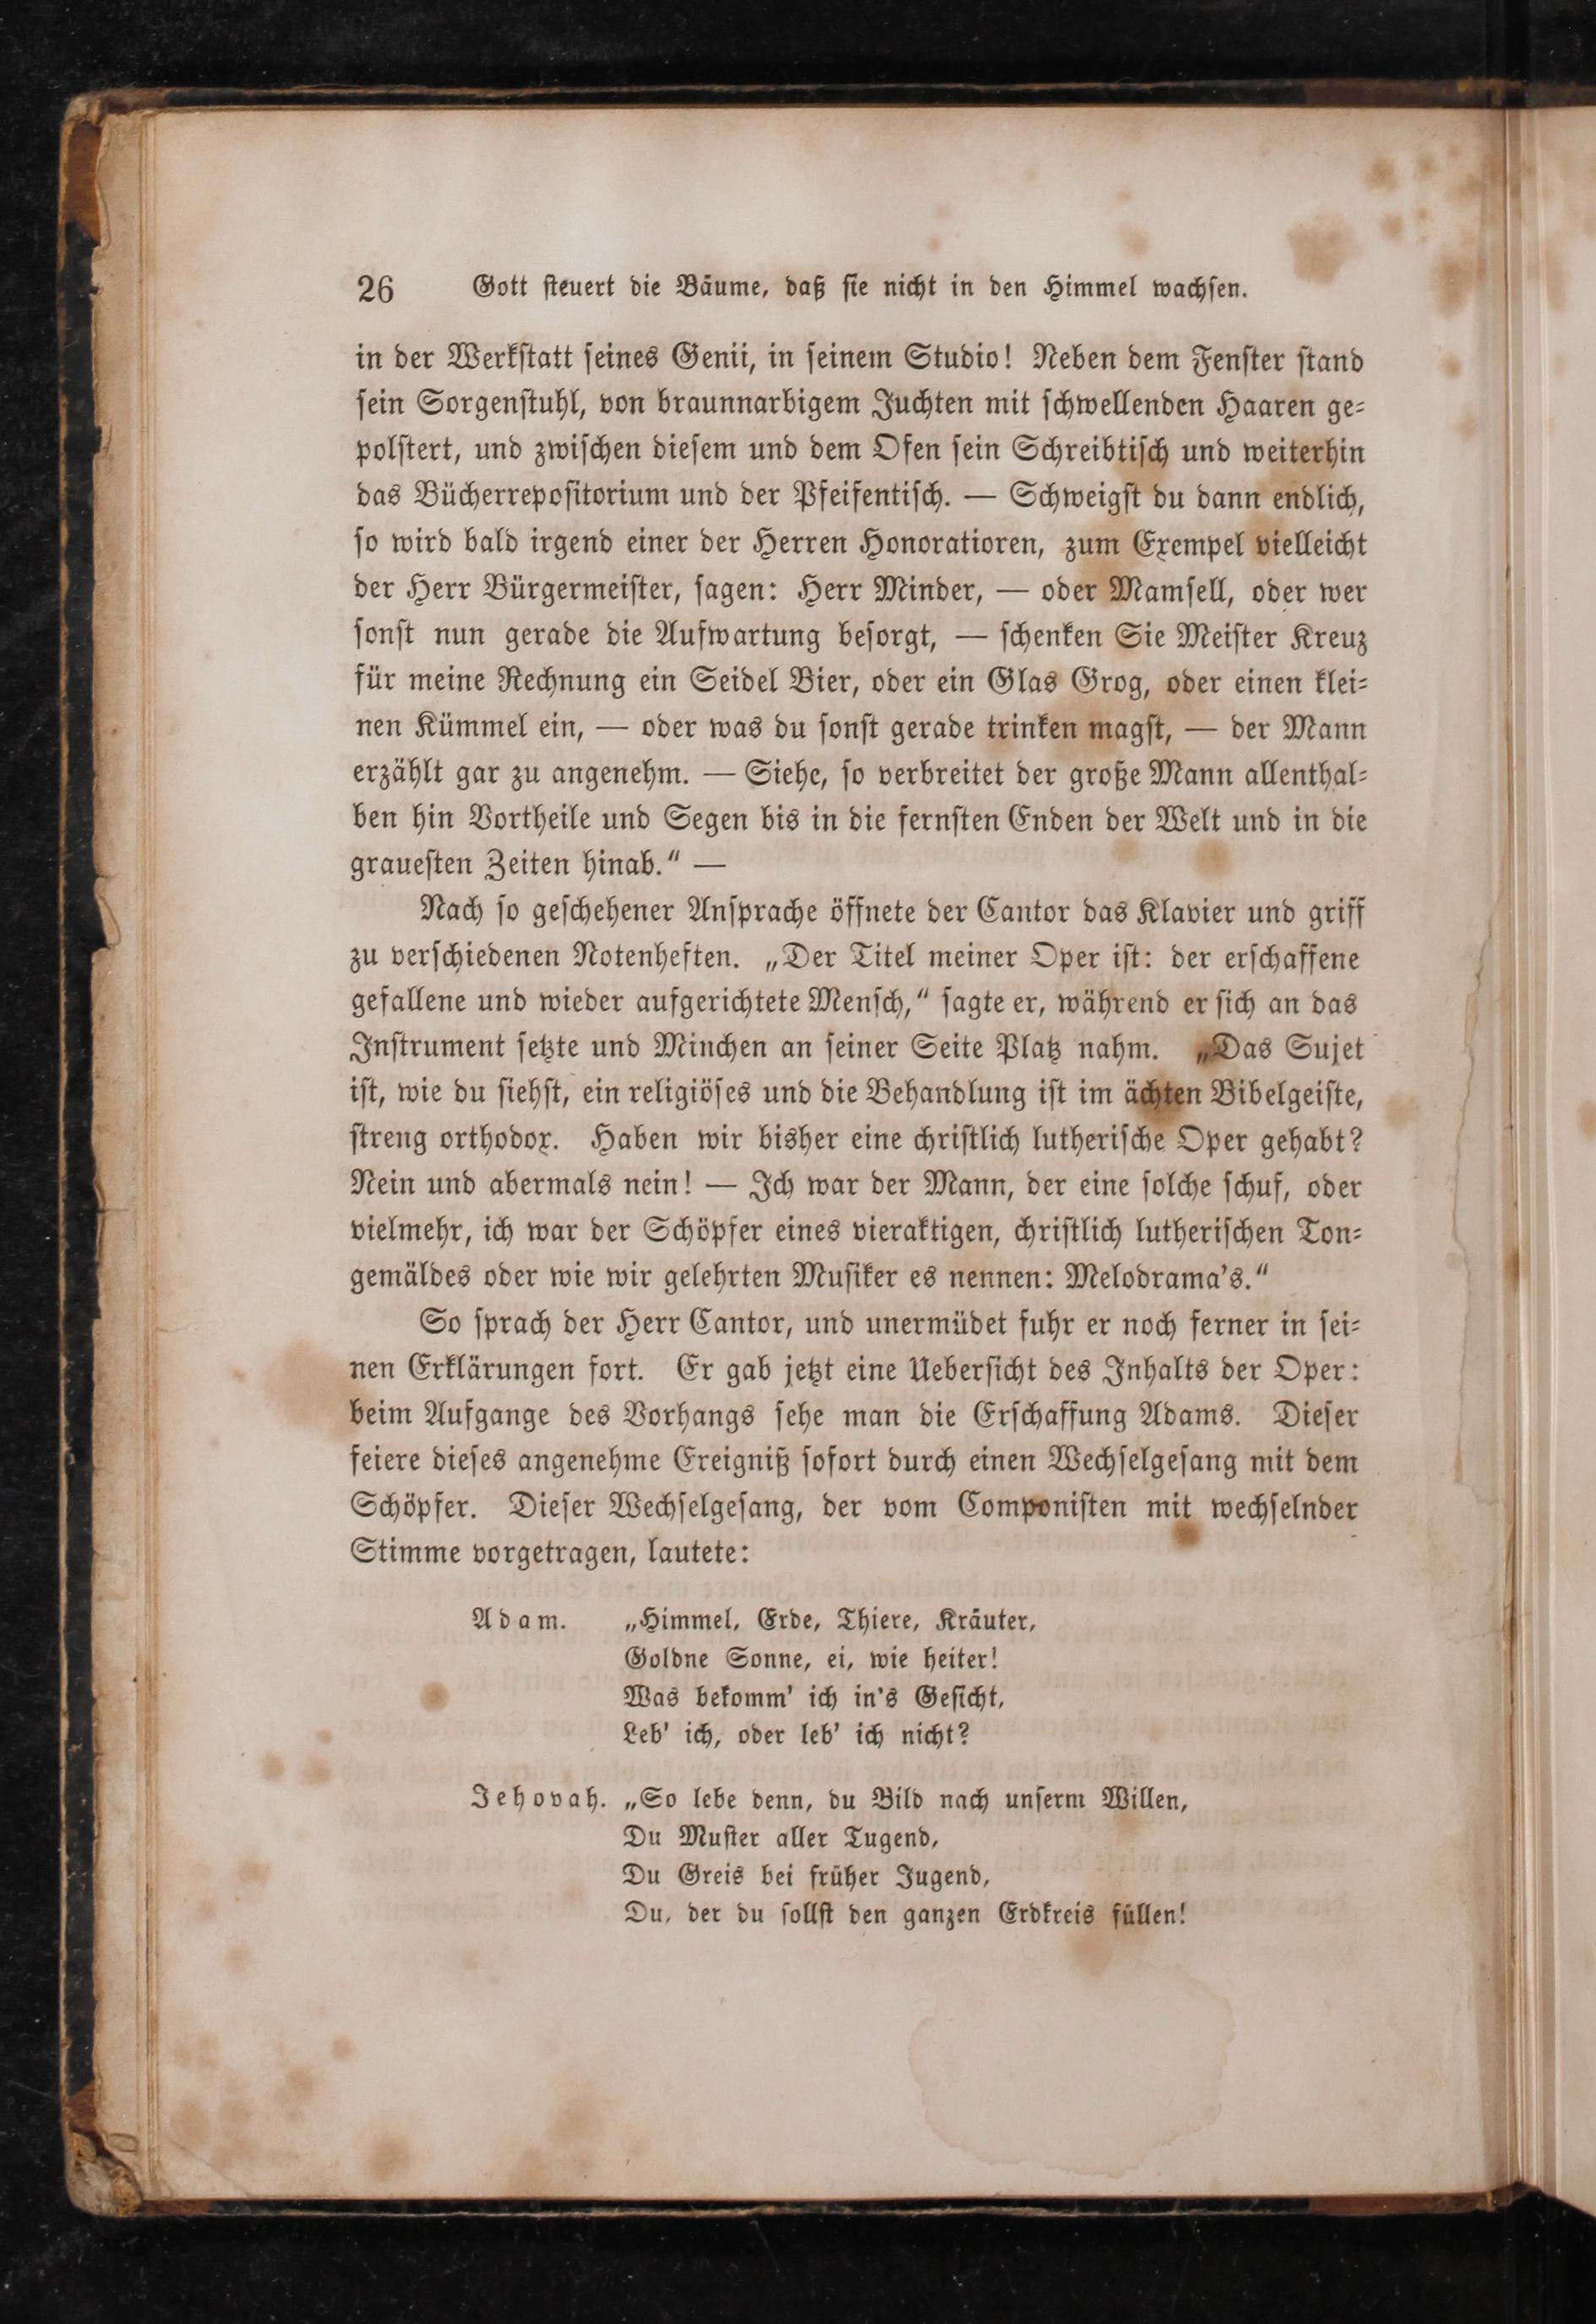 26 Gott ſteuert die Bäume, daß ſie nicht in den Himmel wachſen.
in der Werkſtatt ſeines Genii, in ſeinem Studio! Neben dem Fenſter ſtand
ſein Sorgenſtuhl, von braunnarbigem Juchten mit ſchwellenden Haaren ge⸗
polſtert, und zwiſchen dieſem und dem Ofen ſein Schreibtiſch und weiterhin
das Bücherrepoſitorium und der Pfeifentiſch. — Schweigſt du dann endlich,
ſo wird bald irgend einer der Herren Honoratioren, zum Exempel vielleicht
der Herr Bürgermeiſter, ſagen: Herr Minder, — oder Mamſell, oder wer
ſonſt nun gerade die Aufwartung beſorgt, — ſchenken Sie Meiſter Kreuz
für meine Rechnung ein Seidel Bier, oder ein Glas Grog, oder einen klei⸗
nen Kümmel ein, — oder was du ſonſt gerade trinken magſt, — der Mann
erzählt gar zu angenehm. — Siehe, ſo verbreitet der große Mann allenthal⸗
ben hin Vortheile und Segen bis in die fernſten Enden der Welt und in die
graueſten Zeiten hinab.“ —
Nach ſo geſchehener Anſprache öffnete der Cantor das Klavier und griff
zu verſchiedenen Notenheften. „Der Titel meiner Oper iſt: der erſchaffene
gefallene und wieder aufgerichtete Menſch,“ ſagte er, während er ſich an das
Inſtrument ſetzte und Minchen an ſeiner Seite Platz nahm. „Das Sujet
iſt, wie du ſiehſt, ein religiöſes und die Behandlung iſt im ächten Bibelgeiſte,
ſtreng orthodox. Haben wir bisher eine chriſtlich lutheriſche Oper gehabt?
Nein und abermals nein! — Ich war der Mann, der eine ſolche ſchuf, oder
vielmehr, ich war der Schöpfer eines vieraktigen, chriſtlich lutheriſchen Ton⸗
gemäldes oder wie wir gelehrten Muſiker es nennen: Melodrama’s.“
So ſprach der Herr Cantor, und unermüdet fuhr er noch ferner in ſei⸗
nen Erklärungen fort. Er gab jetzt eine Ueberſicht des Inhalts der Oper:
beim Aufgange des Vorhangs ſehe man die Erſchaffung Adams. Dieſer
feiere dieſes angenehme Ereigniß ſofort durch einen Wechſelgeſang mit dem
Schöpfer. Dieſer Wechſelgeſang, der vom Componiſten mit wechſelnder
Stimme vorgetragen, lautete:
Adam. „Himmel, Erde, Thiere, Kräuter,
Goldne Sonne, ei, wie heiter!
Was bekomm’ ich in’s Geſicht,
Leb’ ich, oder leb’ ich nicht?
Jehovah. „So lebe denn, du Bild nach unſerm Willen,
Du Muſter aller Tugend,
Du Greis bei früher Jugend,
Du, der du ſollſt den ganzen Erdkreis füllen!